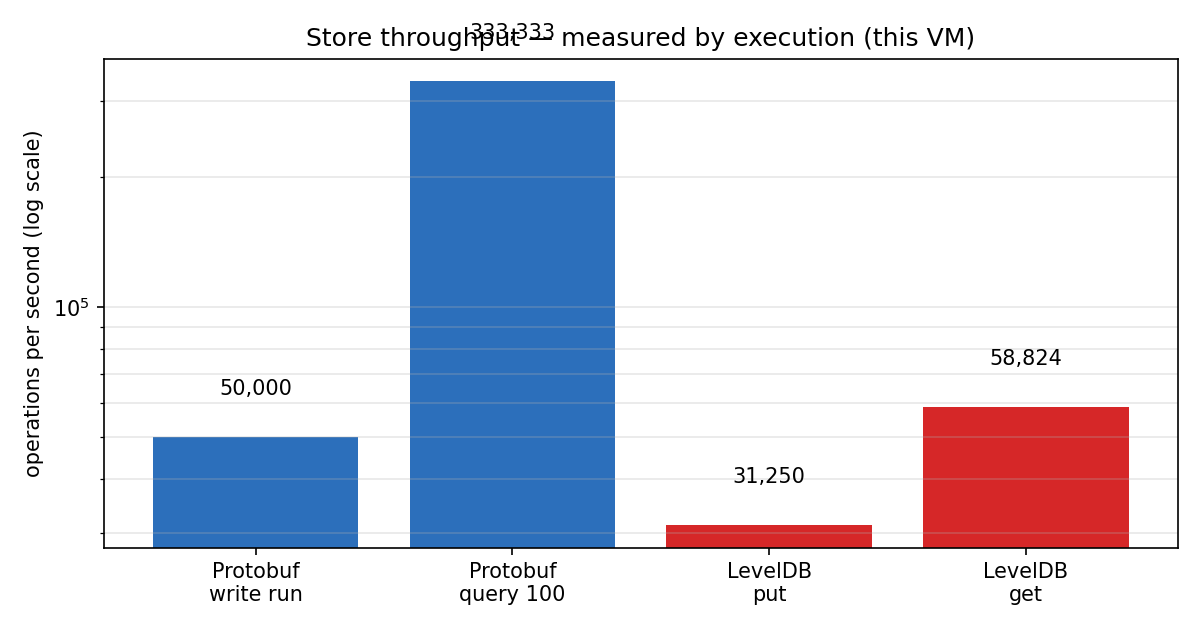 333,333
Store throughput — measured by execution (this VM)
operations per second (log scale)
10⁵
50,000
58,824
31,250
Protobuf
write run
Protobuf
query 100
LevelDB
put
LevelDB
get